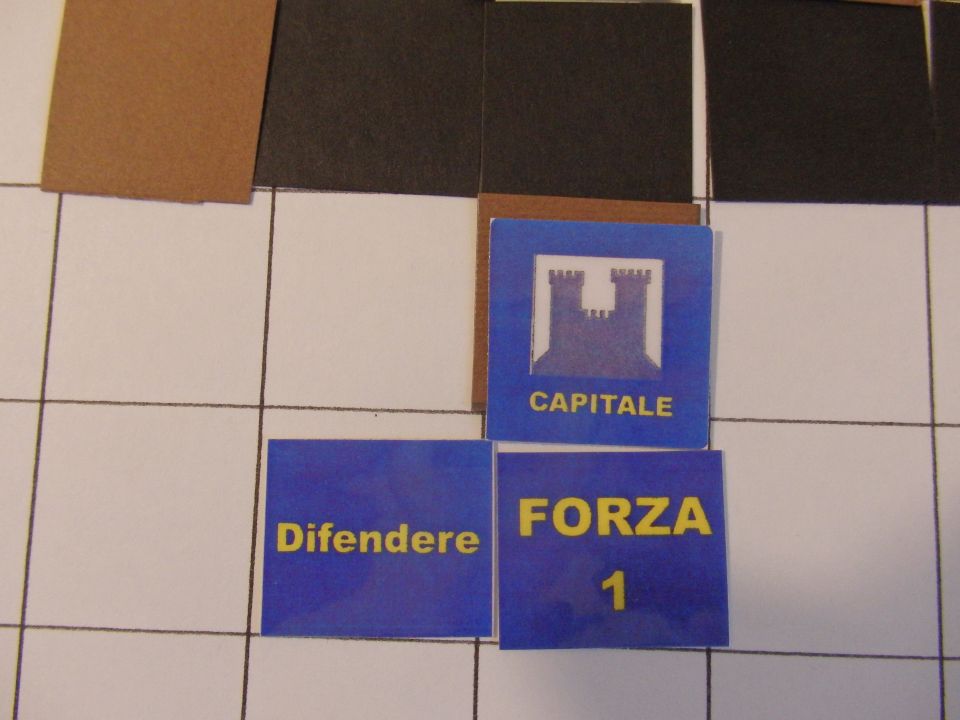 CAPITALE
Difendere
FORZA
1